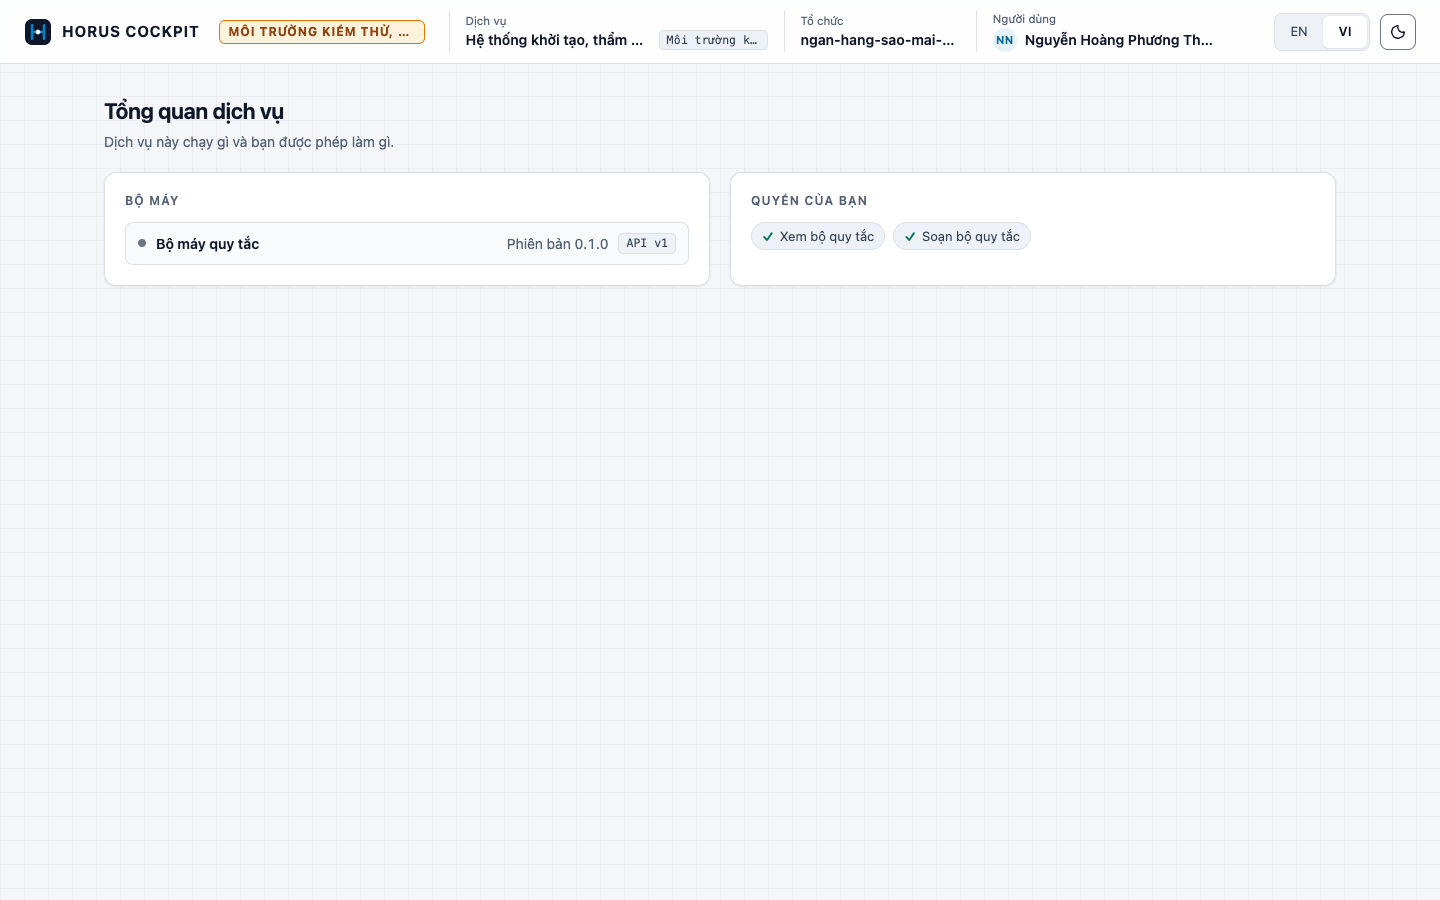 HORUS COCKPIT
MÔI TRƯỜNG KIỂM THỬ, ...
Dịch vụ
Hệ thống khởi tạo, thẩm ...
Môi trường k...
Tổ chức
ngan-hang-sao-mai-...
Người dùng
NN
Nguyễn Hoàng Phương Th...
EN
VI
Tổng quan dịch vụ
Dịch vụ này chạy gì và bạn được phép làm gì.
BỘ MÁY
Bộ máy quy tắc
Phiên bản 0.1.0
API v1
QUYỀN CỦA BẠN
Xem bộ quy tắc
Soạn bộ quy tắc